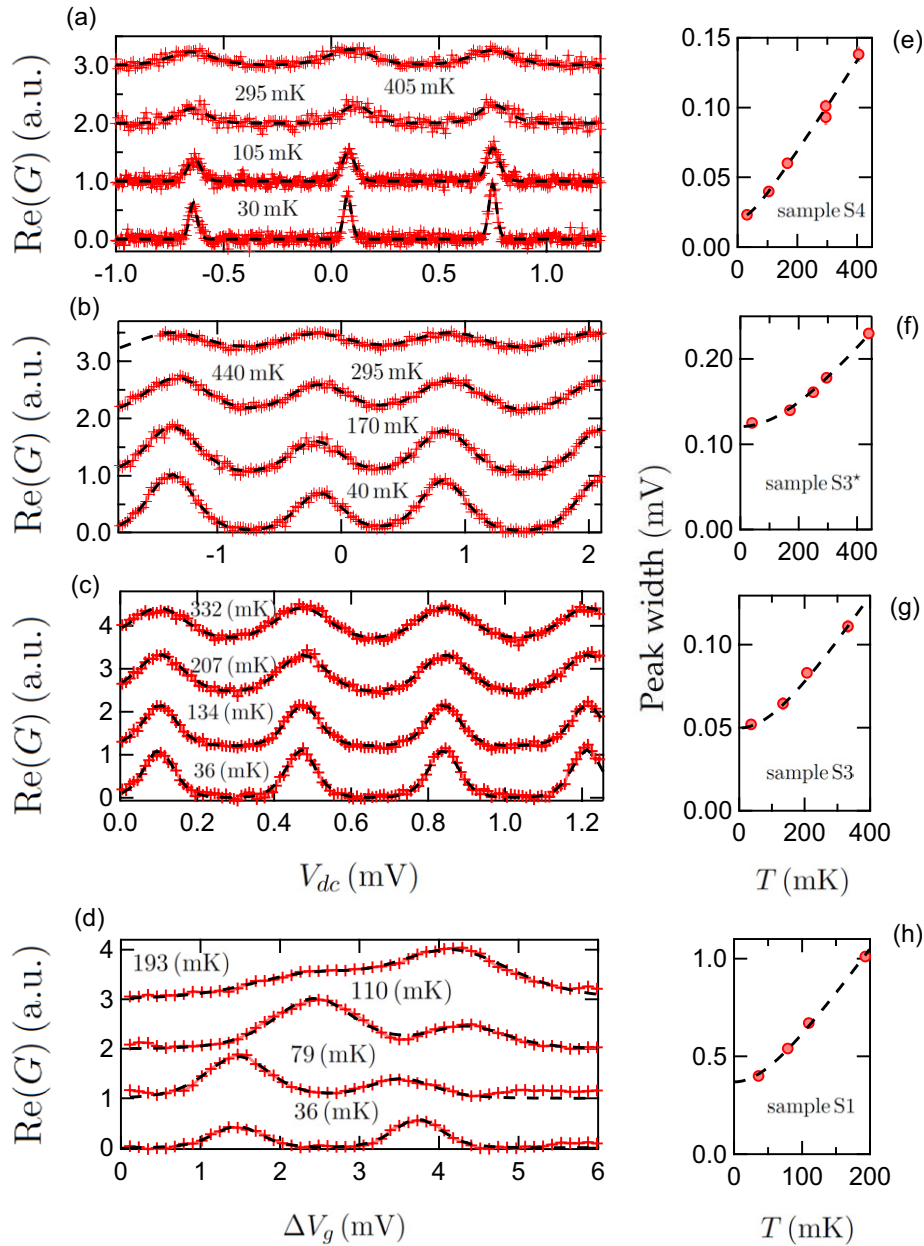 (a)
Re(G) (a.u.)
3.0
2.0
1.0
0.0
295 mK
405 mK
105 mK
30 mK
-1.0 -0.5 0.0 0.5 1.0
(e)
0.15
0.10
0.05
0.00
sample S4
0 200 400
(b)
Re(G) (a.u.)
3.0
2.0
1.0
0.0
440 mK
295 mK
170 mK
40 mK
-1 0 1 2
(f)
0.20
0.10
0.00
sample S3*
0 200 400
Peak width (mV)
(c)
Re(G) (a.u.)
4
3
2
1
0
332 (mK)
207 (mK)
134 (mK)
36 (mK)
0.0 0.2 0.4 0.6 0.8 1.0 1.2
V_dc (mV)
(g)
0.10
0.05
0.00
sample S3
0 200 400
T (mK)
(d)
Re(G) (a.u.)
4
3
2
1
0
193 (mK)
110 (mK)
79 (mK)
36 (mK)
0 1 2 3 4 5 6
ΔV_g (mV)
(h)
1.0
0.5
0.0
sample S1
0 100 200
T (mK)